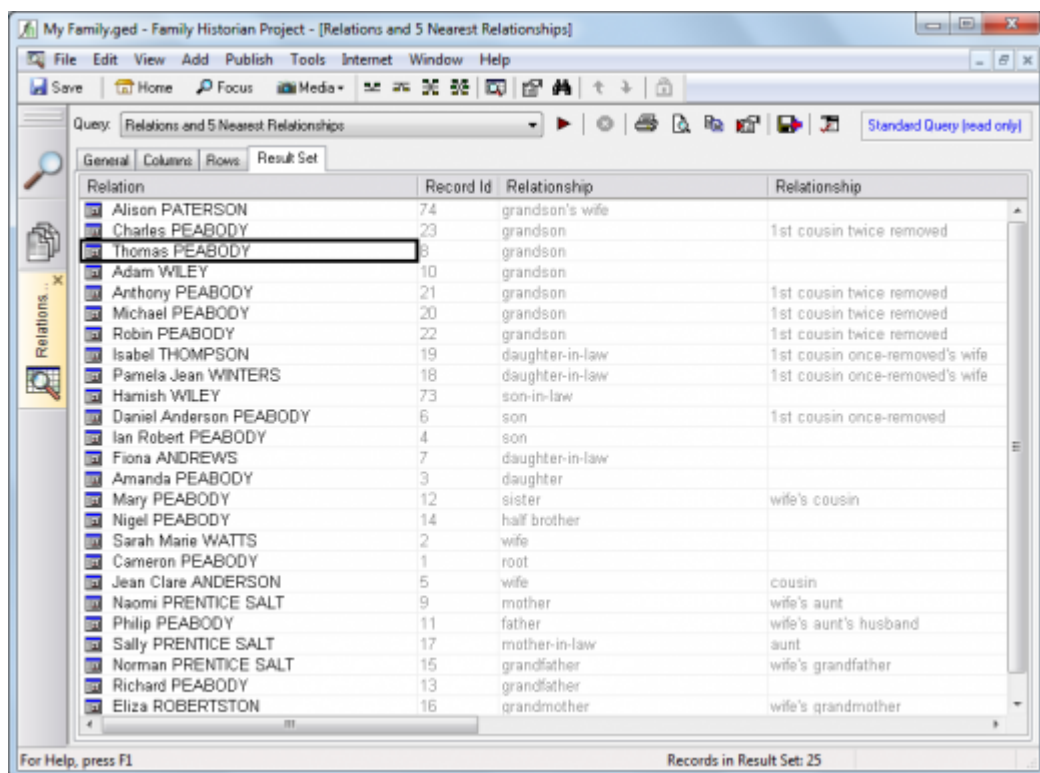 My Family.ged - Family Historian Project - [Relations and 5 Nearest Relationships]
File Edit View Add Publish Tools Internet Window Help
Save Home Focus Media
Query: Relations and 5 Nearest Relationships Standard Query (read only)
General Columns Rows Result Set
Relation Record Id Relationship Relationship
Alison PATERSON 74 grandson's wife
Charles PEABODY 23 grandson 1st cousin twice removed
Thomas PEABODY 8 grandson
Adam WILEY 10 grandson
Anthony PEABODY 21 grandson 1st cousin twice removed
Michael PEABODY 20 grandson 1st cousin twice removed
Robin PEABODY 22 grandson 1st cousin twice removed
Isabel THOMPSON 19 daughter-in-law 1st cousin once-removed's wife
Pamela Jean WINTERS 18 daughter-in-law 1st cousin once-removed's wife
Hamish WILEY 73 son-in-law
Daniel Anderson PEABODY 6 son 1st cousin once-removed
Ian Robert PEABODY 4 son
Fiona ANDREWS 7 daughter-in-law
Amanda PEABODY 3 daughter
Mary PEABODY 12 sister wife's cousin
Nigel PEABODY 14 half brother
Sarah Marie WATTS 2 wife
Cameron PEABODY 1 root
Jean Clare ANDERSON 5 wife cousin
Naomi PRENTICE SALT 9 mother wife's aunt
Philip PEABODY 11 father wife's aunt's husband
Sally PRENTICE SALT 17 mother-in-law aunt
Norman PRENTICE SALT 15 grandfather wife's grandfather
Richard PEABODY 13 grandfather
Eliza ROBERTSTON 16 grandmother wife's grandmother
Relations...
For Help, press F1 Records in Result Set: 25